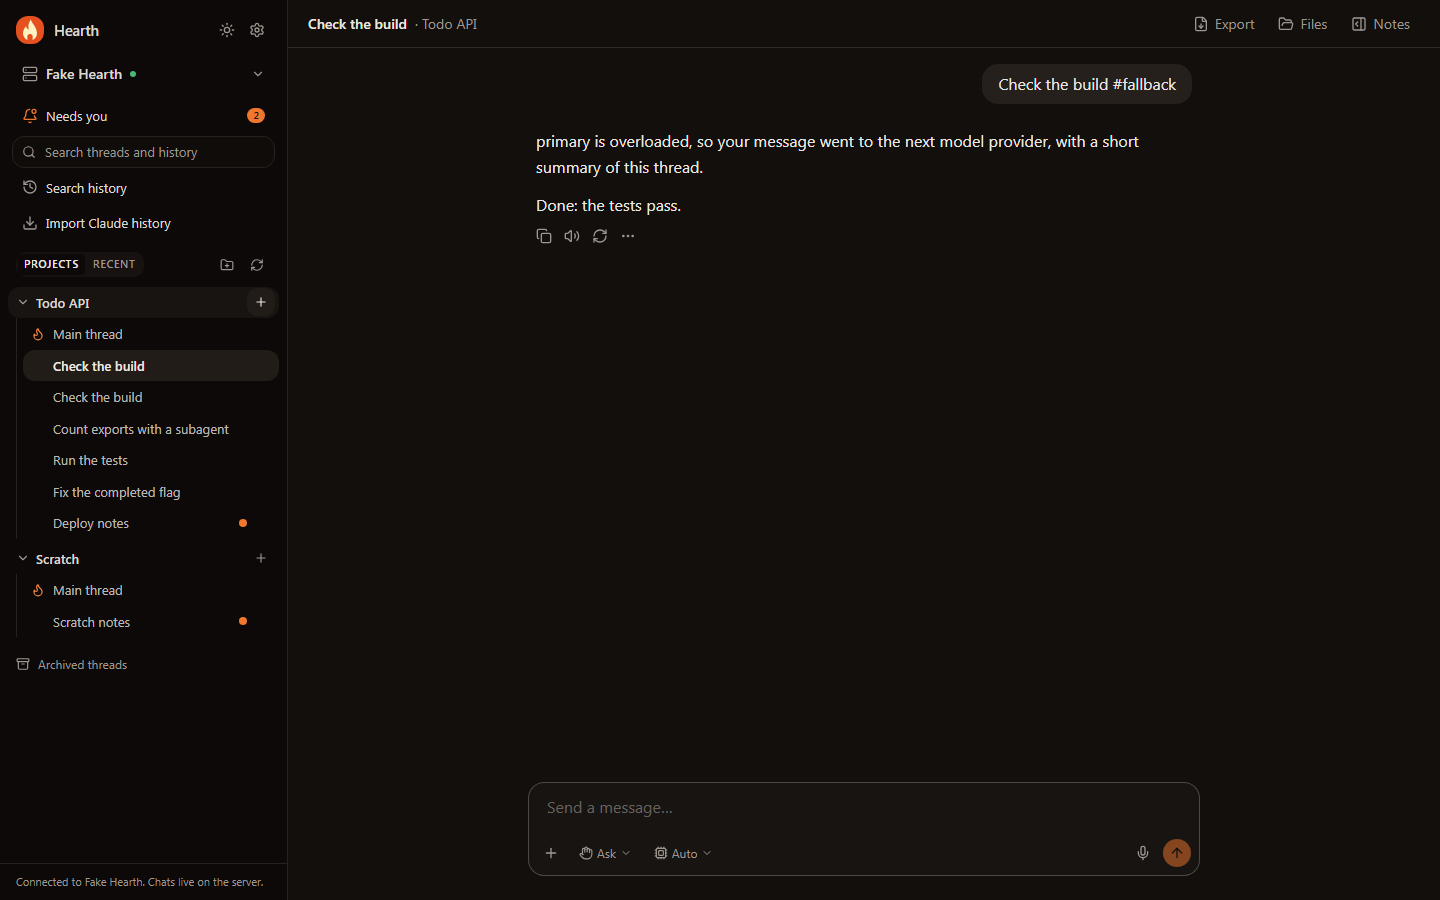 Hearth
Fake Hearth
Needs you
2
Search threads and history
Search history
Import Claude history
PROJECTS
RECENT
Todo API
Main thread
Check the build
Check the build
Count exports with a subagent
Run the tests
Fix the completed flag
Deploy notes
Scratch
Main thread
Scratch notes
Archived threads
Connected to Fake Hearth. Chats live on the server.
Check the build · Todo API
Export
Files
Notes
Check the build #fallback
primary is overloaded, so your message went to the next model provider, with a short
summary of this thread.
Done: the tests pass.
Send a message...
Ask
Auto